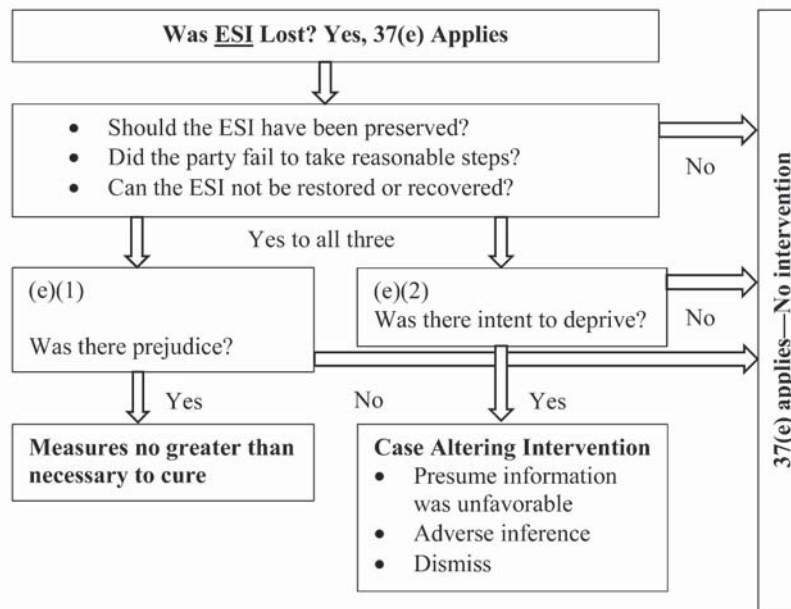 Was ESI Lost? Yes, 37(e) Applies
• Should the ESI have been preserved?
• Did the party fail to take reasonable steps?
• Can the ESI not be restored or recovered?
No
Yes to all three
(e)(1)
Was there prejudice?
(e)(2)
Was there intent to deprive?
No
Yes
No
Yes
Measures no greater than
necessary to cure
Case Altering Intervention
• Presume information
was unfavorable
• Adverse inference
• Dismiss
37(e) applies—No intervention